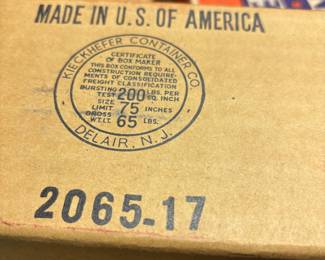 MADE IN U.S. OF AMERICA
KIECKHEFER CONTAINER CO.
CERTIFICATE
OF BOX MAKER
THIS BOX CONFORMS TO ALL
CONSTRUCTION REQUIRE-
MENTS OF CONSOLIDATED
FREIGHT CLASSIFICATION
BURSTING TEST 200 LBS. PER SQ. INCH
SIZE LIMIT 75 INCHES
GROSS WT. LT. 65 LBS.
DELAIR, N. J.
2065-17